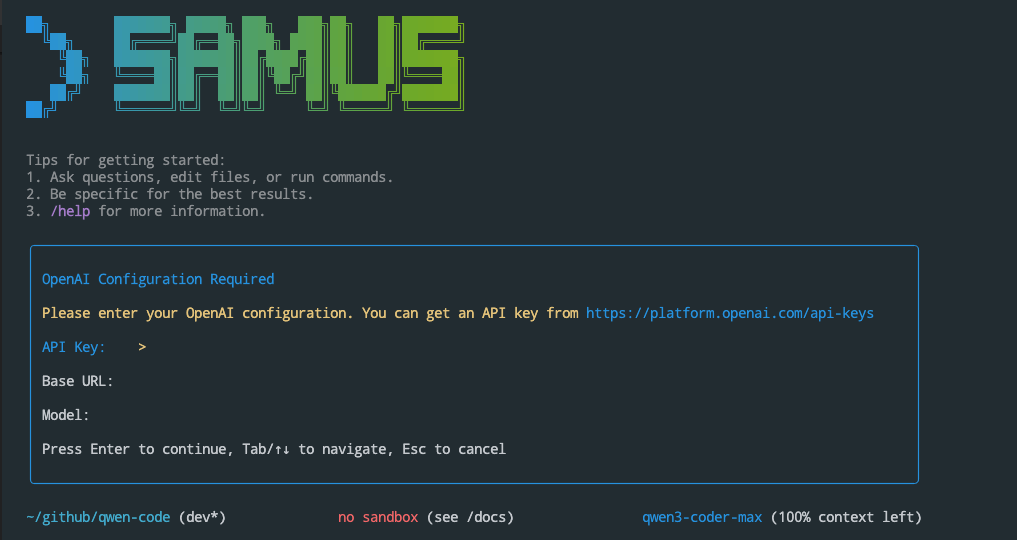 > SAMUS
Tips for getting started:
1. Ask questions, edit files, or run commands.
2. Be specific for the best results.
3. /help for more information.
OpenAI Configuration Required
Please enter your OpenAI configuration. You can get an API key from https://platform.openai.com/api-keys
API Key: >
Base URL:
Model:
Press Enter to continue, Tab/↑↓ to navigate, Esc to cancel
~/github/qwen-code (dev*) no sandbox (see /docs) qwen3-coder-max (100% context left)